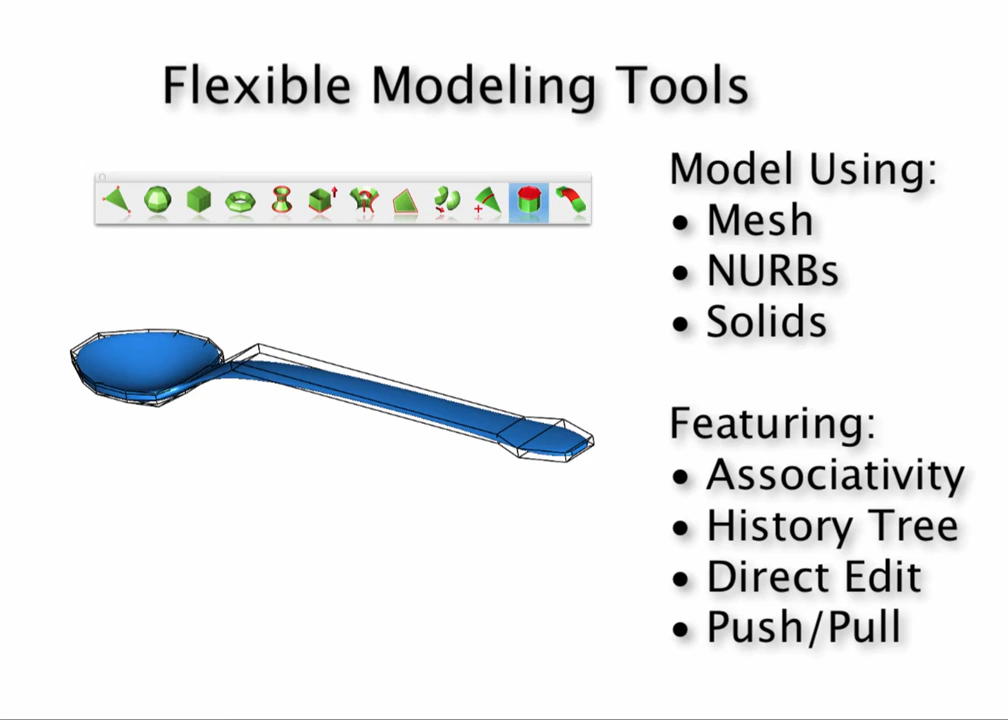 Flexible Modeling Tools
Model Using:
• Mesh
• NURBs
• Solids
Featuring:
• Associativity
• History Tree
• Direct Edit
• Push/Pull